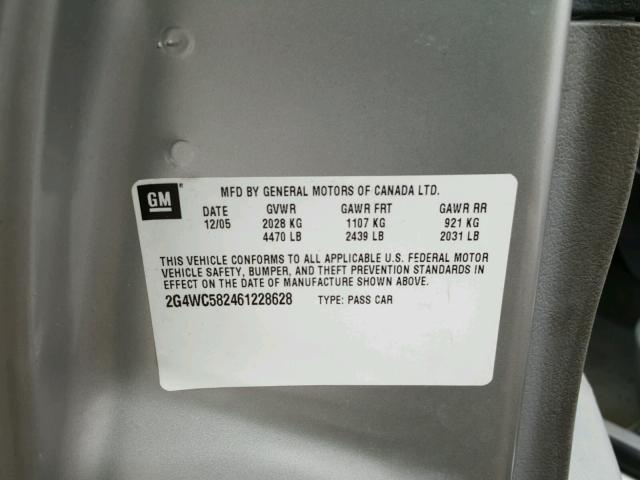 GM MFD BY GENERAL MOTORS OF CANADA LTD.
DATE GVWR GAWR FRT GAWR RR
12/05 2028 KG 1107 KG 921 KG
4470 LB 2439 LB 2031 LB
THIS VEHICLE CONFORMS TO ALL APPLICABLE U.S. FEDERAL MOTOR
VEHICLE SAFETY, BUMPER, AND THEFT PREVENTION STANDARDS IN
EFFECT ON THE DATE OF MANUFACTURE SHOWN ABOVE.
2G4WC582461228628 TYPE: PASS CAR